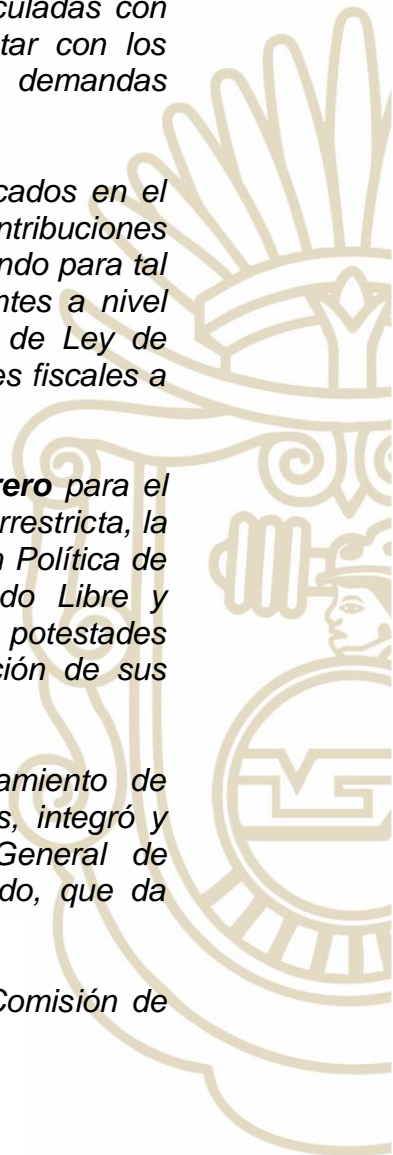 culadas con
tar con los
demandas
cados en el
ntribuciones
ndo para tal
ntes a nivel
de Ley de
es fiscales a
rero para el
rrestricta, la
n Política de
do Libre y
potestades
ción de sus
amiento de
s, integró y
General de
do, que da
Comisión de